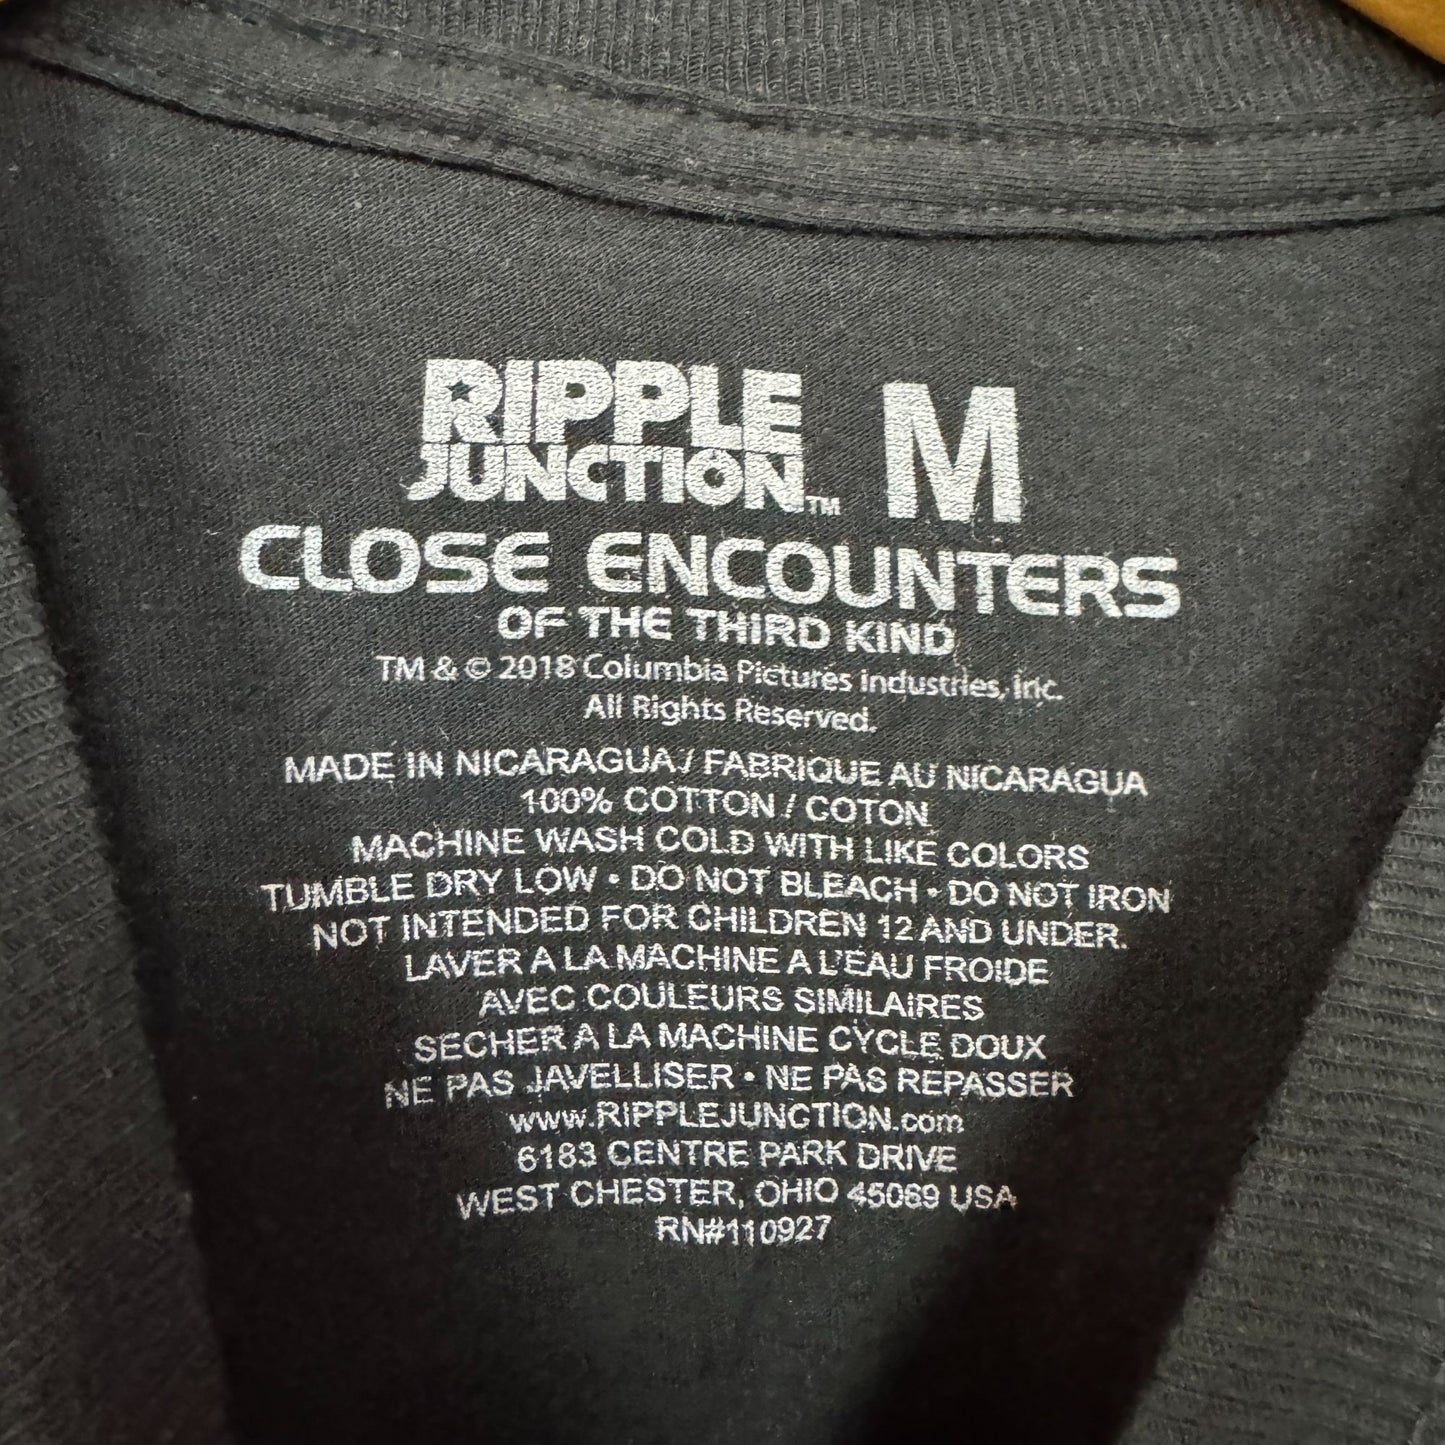 RIPPLE
JUNCTION™ M
CLOSE ENCOUNTERS
OF THE THIRD KIND
TM & © 2018 Columbia Pictures Industries, Inc.
All Rights Reserved.
MADE IN NICARAGUA / FABRIQUE AU NICARAGUA
100% COTTON / COTON
MACHINE WASH COLD WITH LIKE COLORS
TUMBLE DRY LOW • DO NOT BLEACH • DO NOT IRON
NOT INTENDED FOR CHILDREN 12 AND UNDER.
LAVER A LA MACHINE A L'EAU FROIDE
AVEC COULEURS SIMILAIRES
SECHER A LA MACHINE CYCLE DOUX
NE PAS JAVELLISER • NE PAS REPASSER
www.RIPPLEJUNCTION.com
6183 CENTRE PARK DRIVE
WEST CHESTER, OHIO 45069 USA
RN#110927